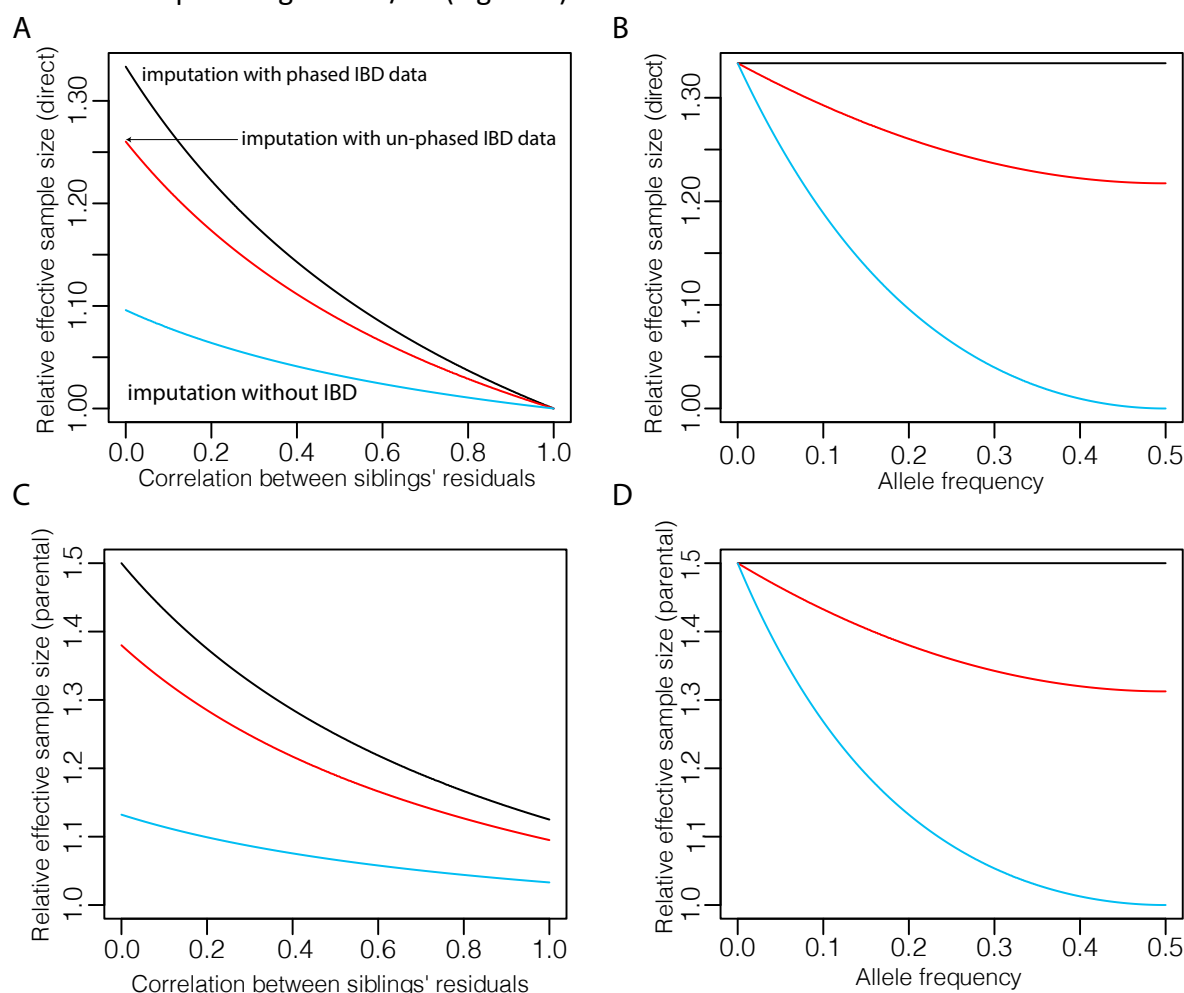 A
Relative effective sample size (direct)
1.30
1.20
1.10
1.00
imputation with phased IBD data
imputation with un-phased IBD data
imputation without IBD
0.0 0.2 0.4 0.6 0.8 1.0
Correlation between siblings' residuals
B
Relative effective sample size (direct)
1.30
1.20
1.10
1.00
0.0 0.1 0.2 0.3 0.4 0.5
Allele frequency
C
Relative effective sample size (parental)
1.5
1.4
1.3
1.2
1.1
1.0
0.0 0.2 0.4 0.6 0.8 1.0
Correlation between siblings' residuals
D
Relative effective sample size (parental)
1.5
1.4
1.3
1.2
1.1
1.0
0.0 0.1 0.2 0.3 0.4 0.5
Allele frequency